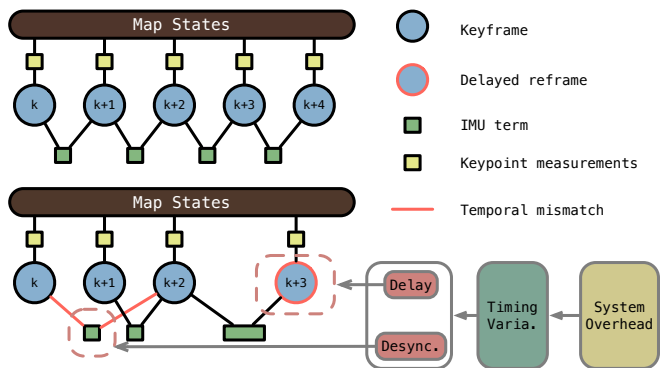 Map States
k
k+1
k+2
k+3
k+4
Keyframe
Delayed reframe
IMU term
Keypoint measurements
Temporal mismatch
Map States
k
k+1
k+2
k+3
Delay
Desync.
Timing
Varia.
System
Overhead